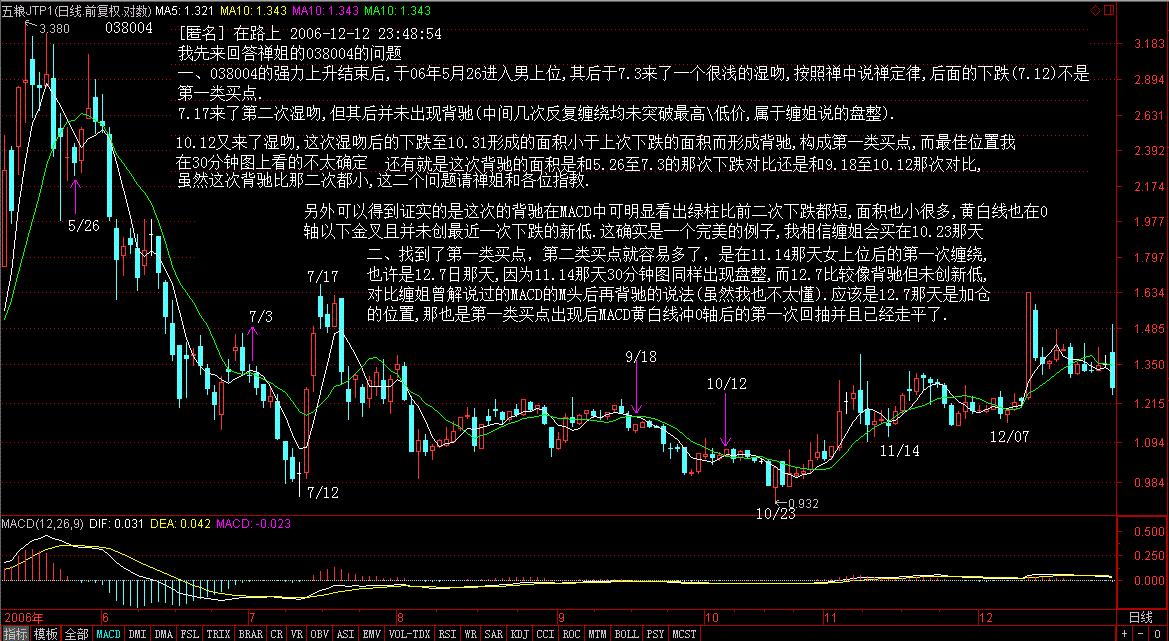 五粮JTP1(日线.前复权.对数) MA5: 1.321 MA10: 1.343 MA10: 1.343 MA10: 1.343
3.380
038004
[匿名] 在路上 2006-12-12 23:48:54
我先来回答禅姐的038004的问题
一、038004的强力上升结束后,于06年5月26进入男上位,其后于7.3来了一个很浅的湿吻,按照禅中说禅定律,后面的下跌(7.12)不是
第一类买点.
7.17来了第二次湿吻,但其后并未出现背驰(中间几次反复缠绕均未突破最高\低价,属于缠姐说的盘整).
10.12又来了湿吻,这次湿吻后的下跌至10.31形成的面积小于上次下跌的面积而形成背驰,构成第一类买点,而最佳位置我
在30分钟图上看的不太确定 还有就是这次背驰的面积是和5.26至7.3的那次下跌对比还是和9.18至10.12那次对比,
虽然这次背驰比那二次都小,这二个问题请禅姐和各位指教.
另外可以得到证实的是这次的背驰在MACD中可明显看出绿柱比前二次下跌都短,面积也小很多,黄白线也在0
轴以下金叉且并未创最近一次下跌的新低.这确实是一个完美的例子,我相信缠姐会买在10.23那天
二、找到了第一类买点，第二类买点就容易多了，是在11.14那天女上位后的第一次缠绕,
也许是12.7日那天,因为11.14那天30分钟图同样出现盘整,而12.7比较像背驰但未创新低,
对比缠姐曾解说过的MACD的M头后再背驰的说法(虽然我也不太懂).应该是12.7那天是加仓
的位置,那也是第一类买点出现后MACD黄白线冲0轴后的第一次回抽并且已经走平了.
5/26
7/3
7/17
7/12
9/18
10/12
0.932
10/23
11/14
12/07
3.183
2.894
2.631
2.392
2.174
1.977
1.797
1.634
1.485
1.350
1.215
1.094
0.984
MACD(12,26,9) DIF: 0.031 DEA: 0.042 MACD: -0.023
0.500
0.250
0.000
2006年 6 7 8 9 10 11 12 日线
指标 模板 全部 MACD DMI DMA FSL TRIX BRAR CR VR OBV ASI EMV VOL-TDX RSI WR SAR KDJ CCI ROC MTM BOLL PSY MCST + -